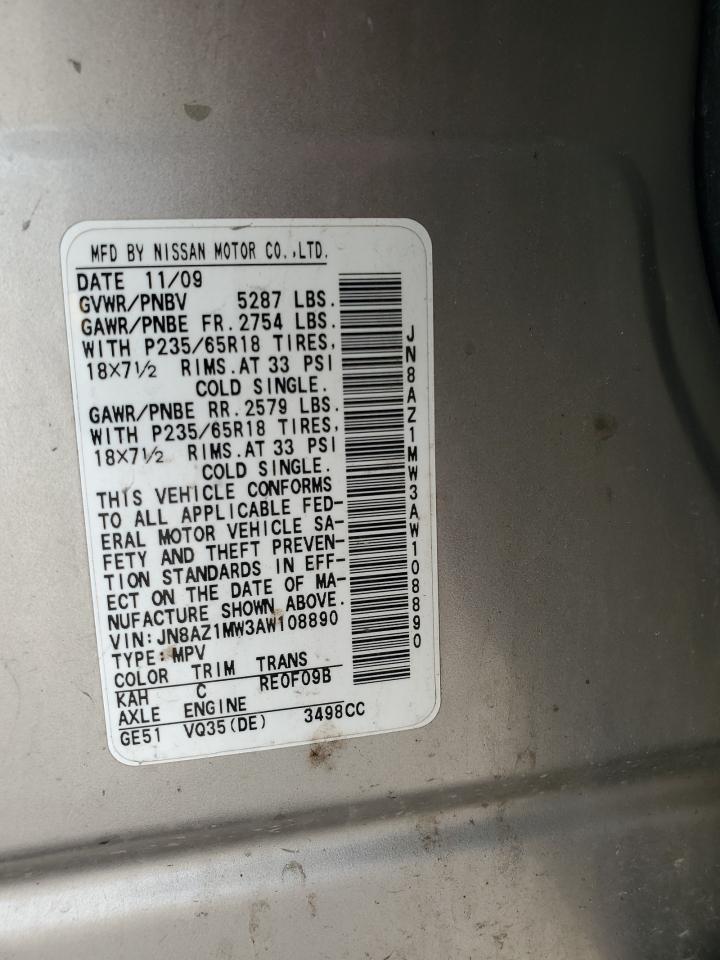 MFD BY NISSAN MOTOR CO.,LTD.
DATE 11/09
GVWR/PNBV 5287 LBS.
GAWR/PNBE FR. 2754 LBS.
WITH P235/65R18 TIRES,
18X7½ RIMS. AT 33 PSI
COLD SINGLE.
GAWR/PNBE RR. 2579 LBS.
WITH P235/65R18 TIRES,
18X7½ RIMS. AT 33 PSI
COLD SINGLE.
THIS VEHICLE CONFORMS
TO ALL APPLICABLE FED-
ERAL MOTOR VEHICLE SA-
FETY AND THEFT PREVEN-
TION STANDARDS IN EFF-
ECT ON THE DATE OF MA-
NUFACTURE SHOWN ABOVE.
VIN: JN8AZ1MW3AW108890
TYPE: MPV
COLOR TRIM TRANS
KAH C RE0F09B
AXLE ENGINE
GE51 VQ35(DE) 3498CC
JN8AZ1MW3AW108890